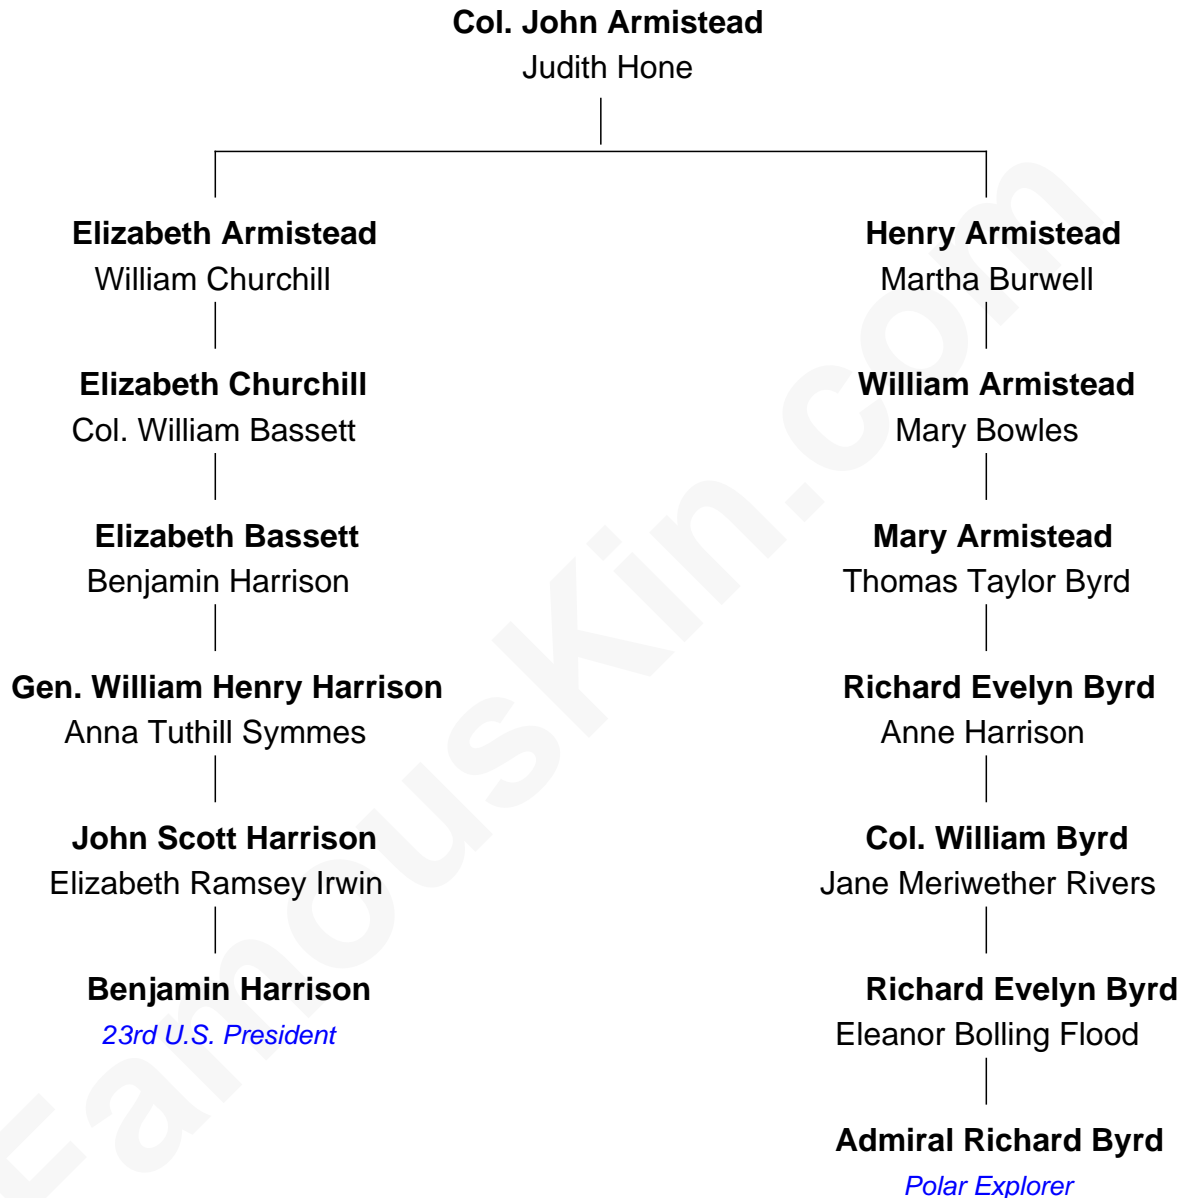 Col. John Armistead
Judith Hone
Elizabeth Armistead
William Churchill
Elizabeth Churchill
Col. William Bassett
Elizabeth Bassett
Benjamin Harrison
Gen. William Henry Harrison
Anna Tuthill Symmes
John Scott Harrison
Elizabeth Ramsey Irwin
Benjamin Harrison
23rd U.S. President
Henry Armistead
Martha Burwell
William Armistead
Mary Bowles
Mary Armistead
Thomas Taylor Byrd
Richard Evelyn Byrd
Anne Harrison
Col. William Byrd
Jane Meriwether Rivers
Richard Evelyn Byrd
Eleanor Bolling Flood
Admiral Richard Byrd
Polar Explorer
FamousKin.com